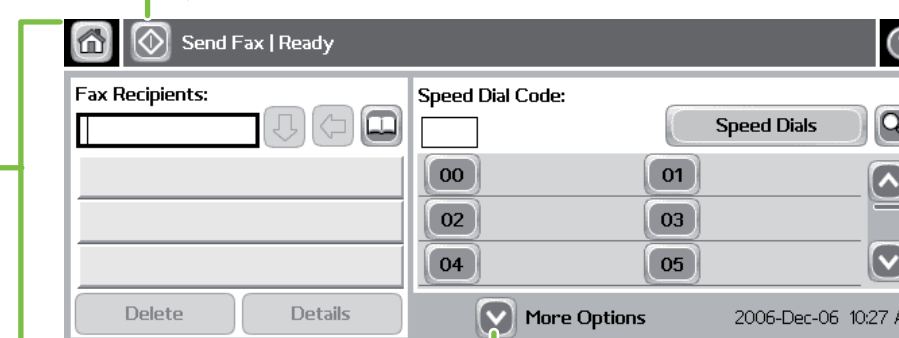 Send Fax | Ready
Fax Recipients:
Speed Dial Code:
Speed Dials
00 01
02 03
04 05
Delete Details
More Options 2006-Dec-06 10:27 A